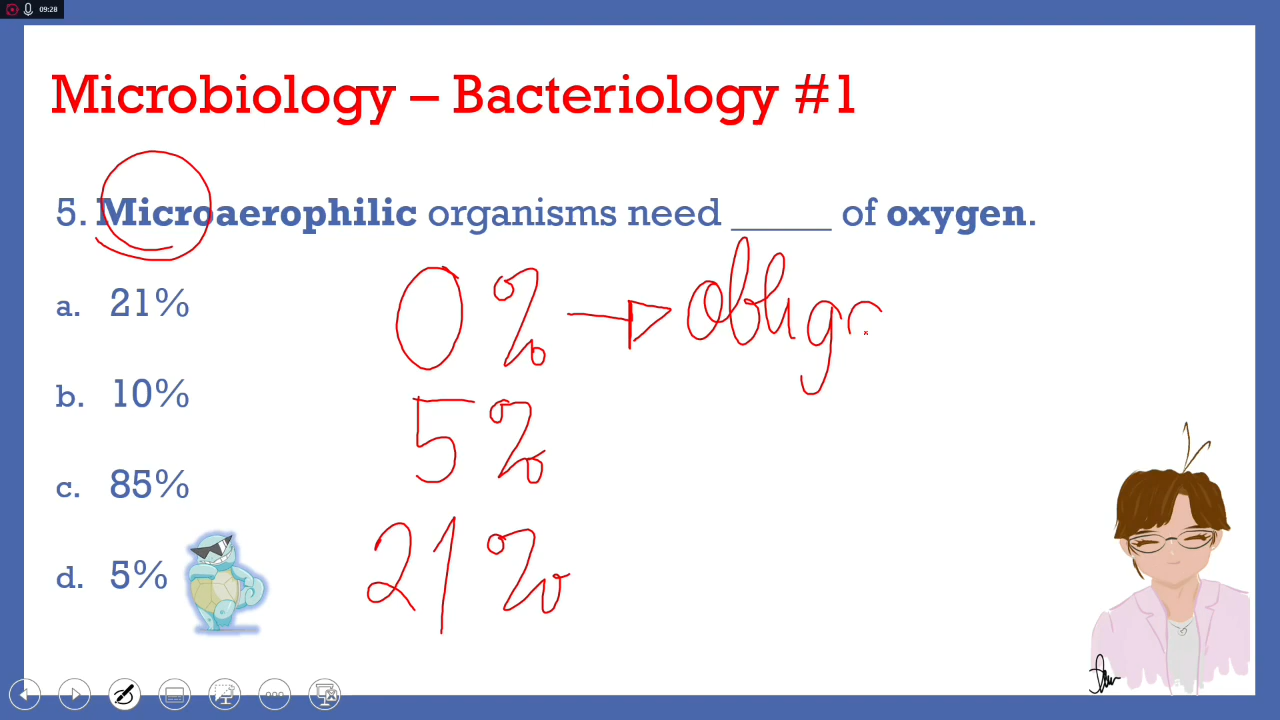 09:28
Microbiology – Bacteriology #1
5. Microaerophilic organisms need _____ of oxygen.
a. 21%
b. 10%
c. 85%
d. 5%
0%
5%
21%